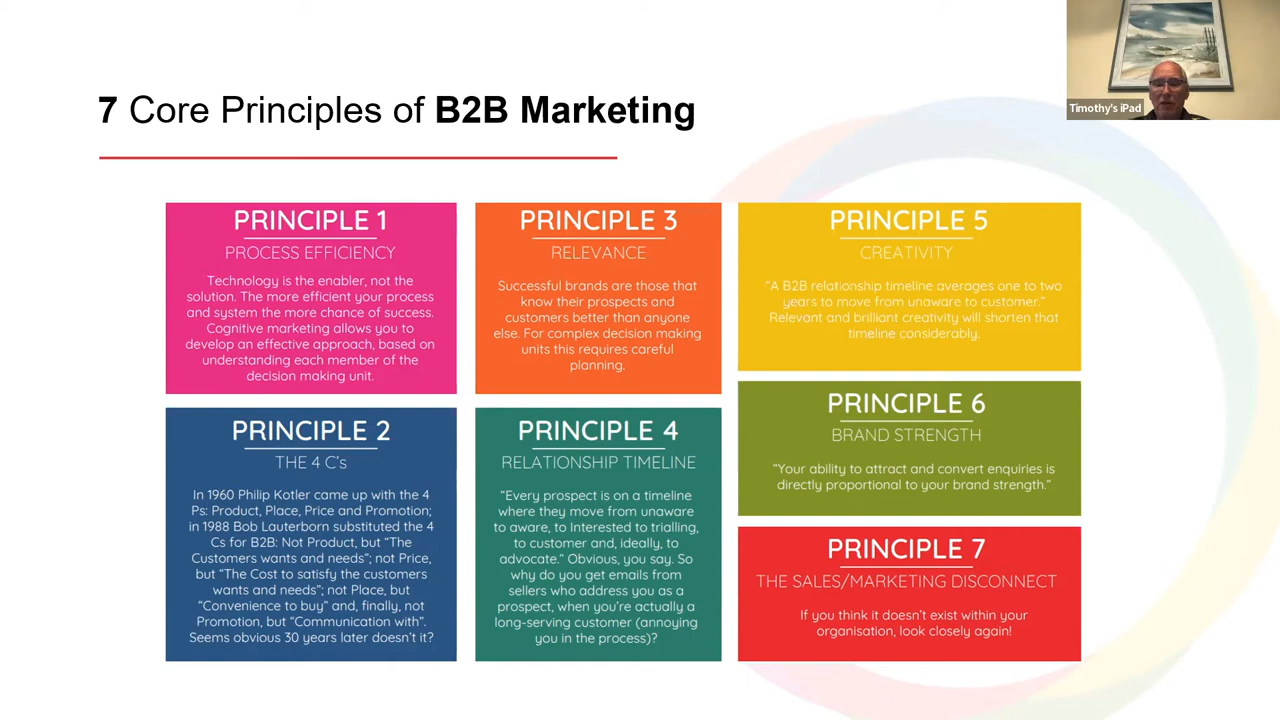 7 Core Principles of B2B Marketing
Timothy's iPad
PRINCIPLE 1
PROCESS EFFICIENCY
Technology is the enabler, not the
solution. The more efficient your process
and system the more chance of success.
Cognitive marketing allows you to
develop an effective approach, based on
understanding each member of the
decision making unit.
PRINCIPLE 2
THE 4 C's
In 1960 Philip Kotler came up with the 4
Ps: Product, Place, Price and Promotion;
in 1988 Bob Lauterborn substituted the 4
Cs for B2B: Not Product, but “The
Customers wants and needs”; not Price,
but “The Cost to satisfy the customers
wants and needs”; not Place, but
“Convenience to buy” and, finally, not
Promotion, but “Communication with”.
Seems obvious 30 years later doesn't it?
PRINCIPLE 3
RELEVANCE
Successful brands are those that
know their prospects and
customers better than anyone
else. For complex decision making
units this requires careful
planning.
PRINCIPLE 4
RELATIONSHIP TIMELINE
“Every prospect is on a timeline
where they move from unaware
to aware, to Interested to trialling,
to customer and, ideally, to
advocate.” Obvious, you say. So
why do you get emails from
sellers who address you as a
prospect, when you're actually a
long-serving customer (annoying
you in the process)?
PRINCIPLE 5
CREATIVITY
“A B2B relationship timeline averages one to two
years to move from unaware to customer.”
Relevant and brilliant creativity will shorten that
timeline considerably.
PRINCIPLE 6
BRAND STRENGTH
“Your ability to attract and convert enquiries is
directly proportional to your brand strength.”
PRINCIPLE 7
THE SALES/MARKETING DISCONNECT
If you think it doesn't exist within your
organisation, look closely again!